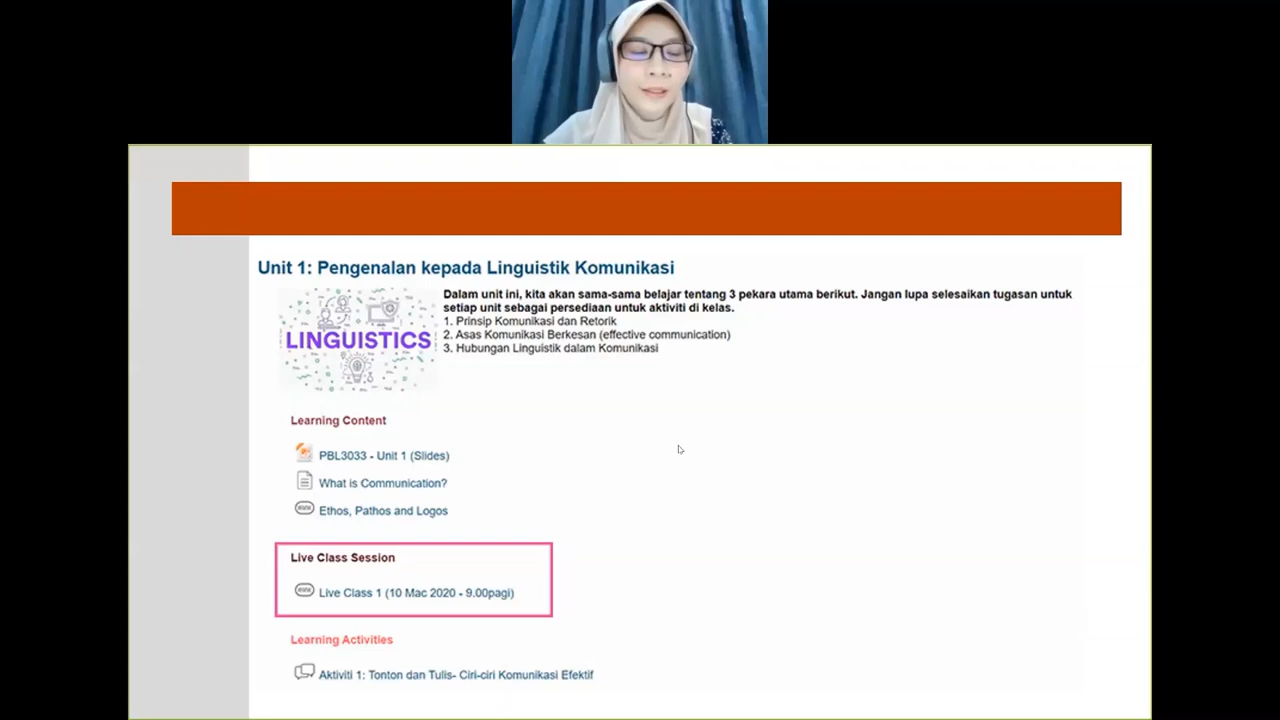 Unit 1: Pengenalan kepada Linguistik Komunikasi
LINGUISTICS
Dalam unit ini, kita akan sama-sama belajar tentang 3 pekara utama berikut. Jangan lupa selesaikan tugasan untuk
setiap unit sebagai persediaan untuk aktiviti di kelas.
1. Prinsip Komunikasi dan Retorik
2. Asas Komunikasi Berkesan (effective communication)
3. Hubungan Linguistik dalam Komunikasi
Learning Content
PBL3033 - Unit 1 (Slides)
What is Communication?
Ethos, Pathos and Logos
Live Class Session
Live Class 1 (10 Mac 2020 - 9.00pagi)
Learning Activities
Aktiviti 1: Tonton dan Tulis- Ciri-ciri Komunikasi Efektif